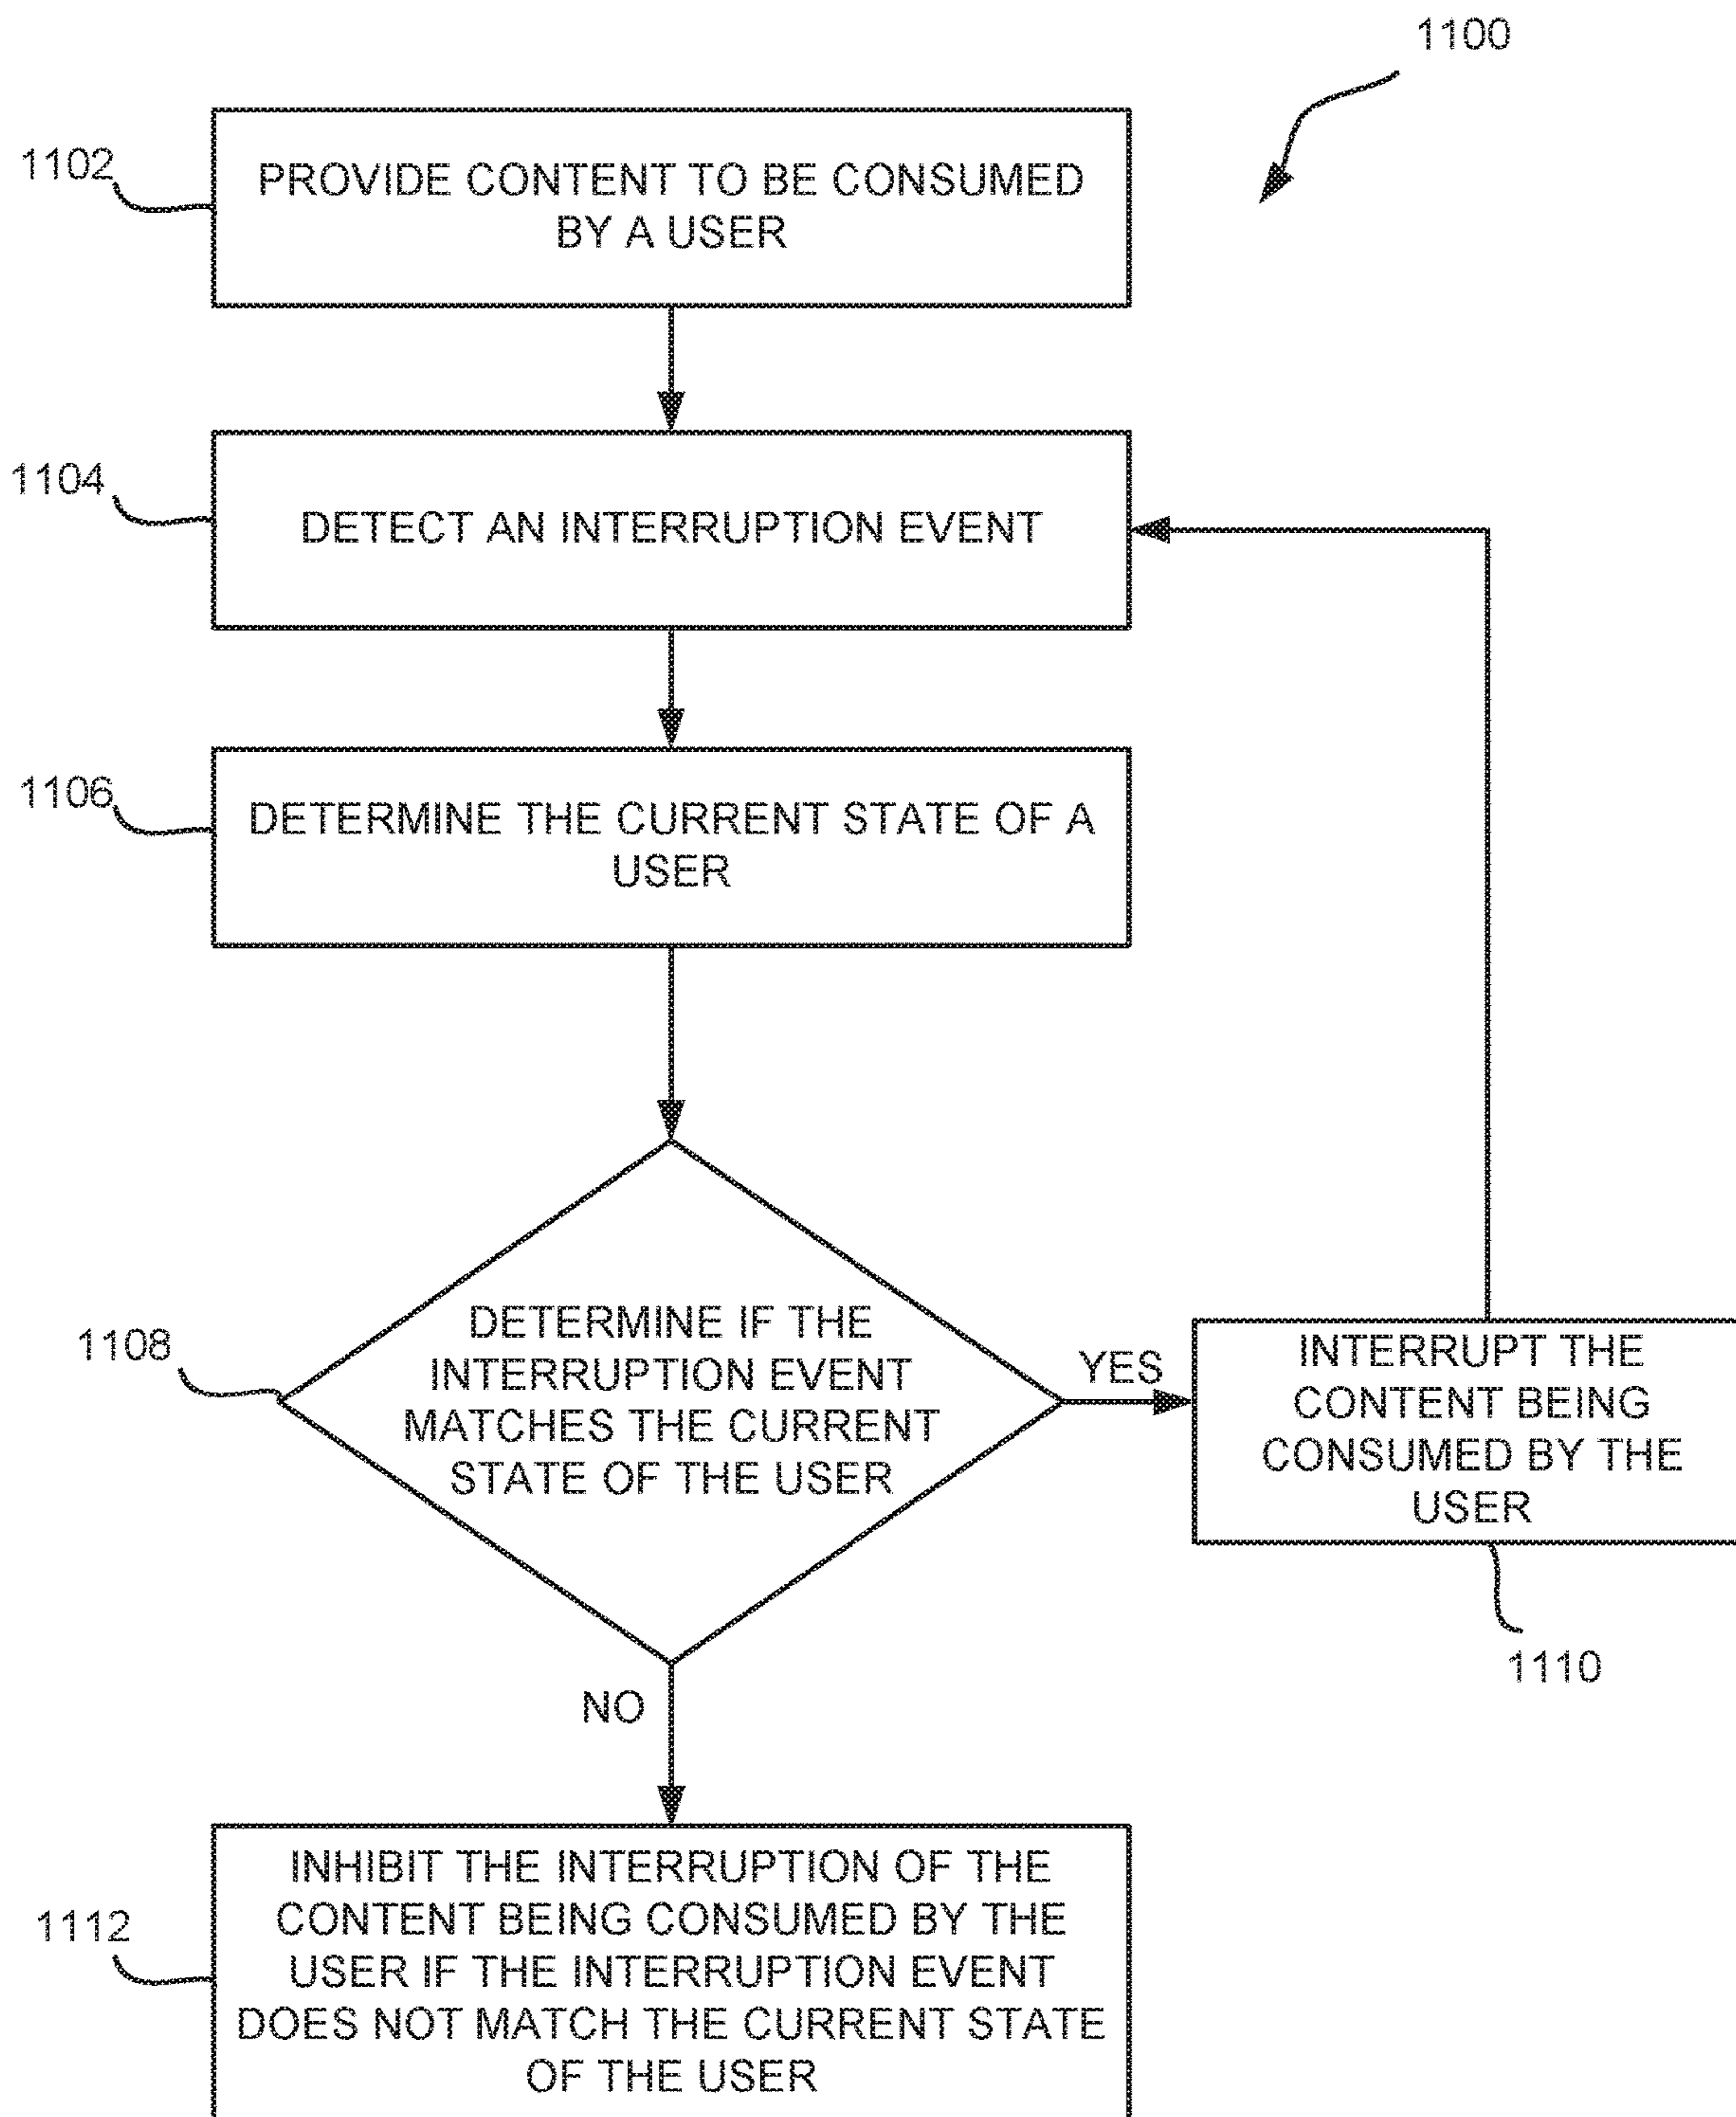 1100
1102
PROVIDE CONTENT TO BE CONSUMED
BY A USER
1104
DETECT AN INTERRUPTION EVENT
1106
DETERMINE THE CURRENT STATE OF A
USER
1108
DETERMINE IF THE
INTERRUPTION EVENT
MATCHES THE CURRENT
STATE OF THE USER
YES
INTERRUPT THE
CONTENT BEING
CONSUMED BY THE
USER
1110
NO
1112
INHIBIT THE INTERRUPTION OF THE
CONTENT BEING CONSUMED BY THE
USER IF THE INTERRUPTION EVENT
DOES NOT MATCH THE CURRENT STATE
OF THE USER